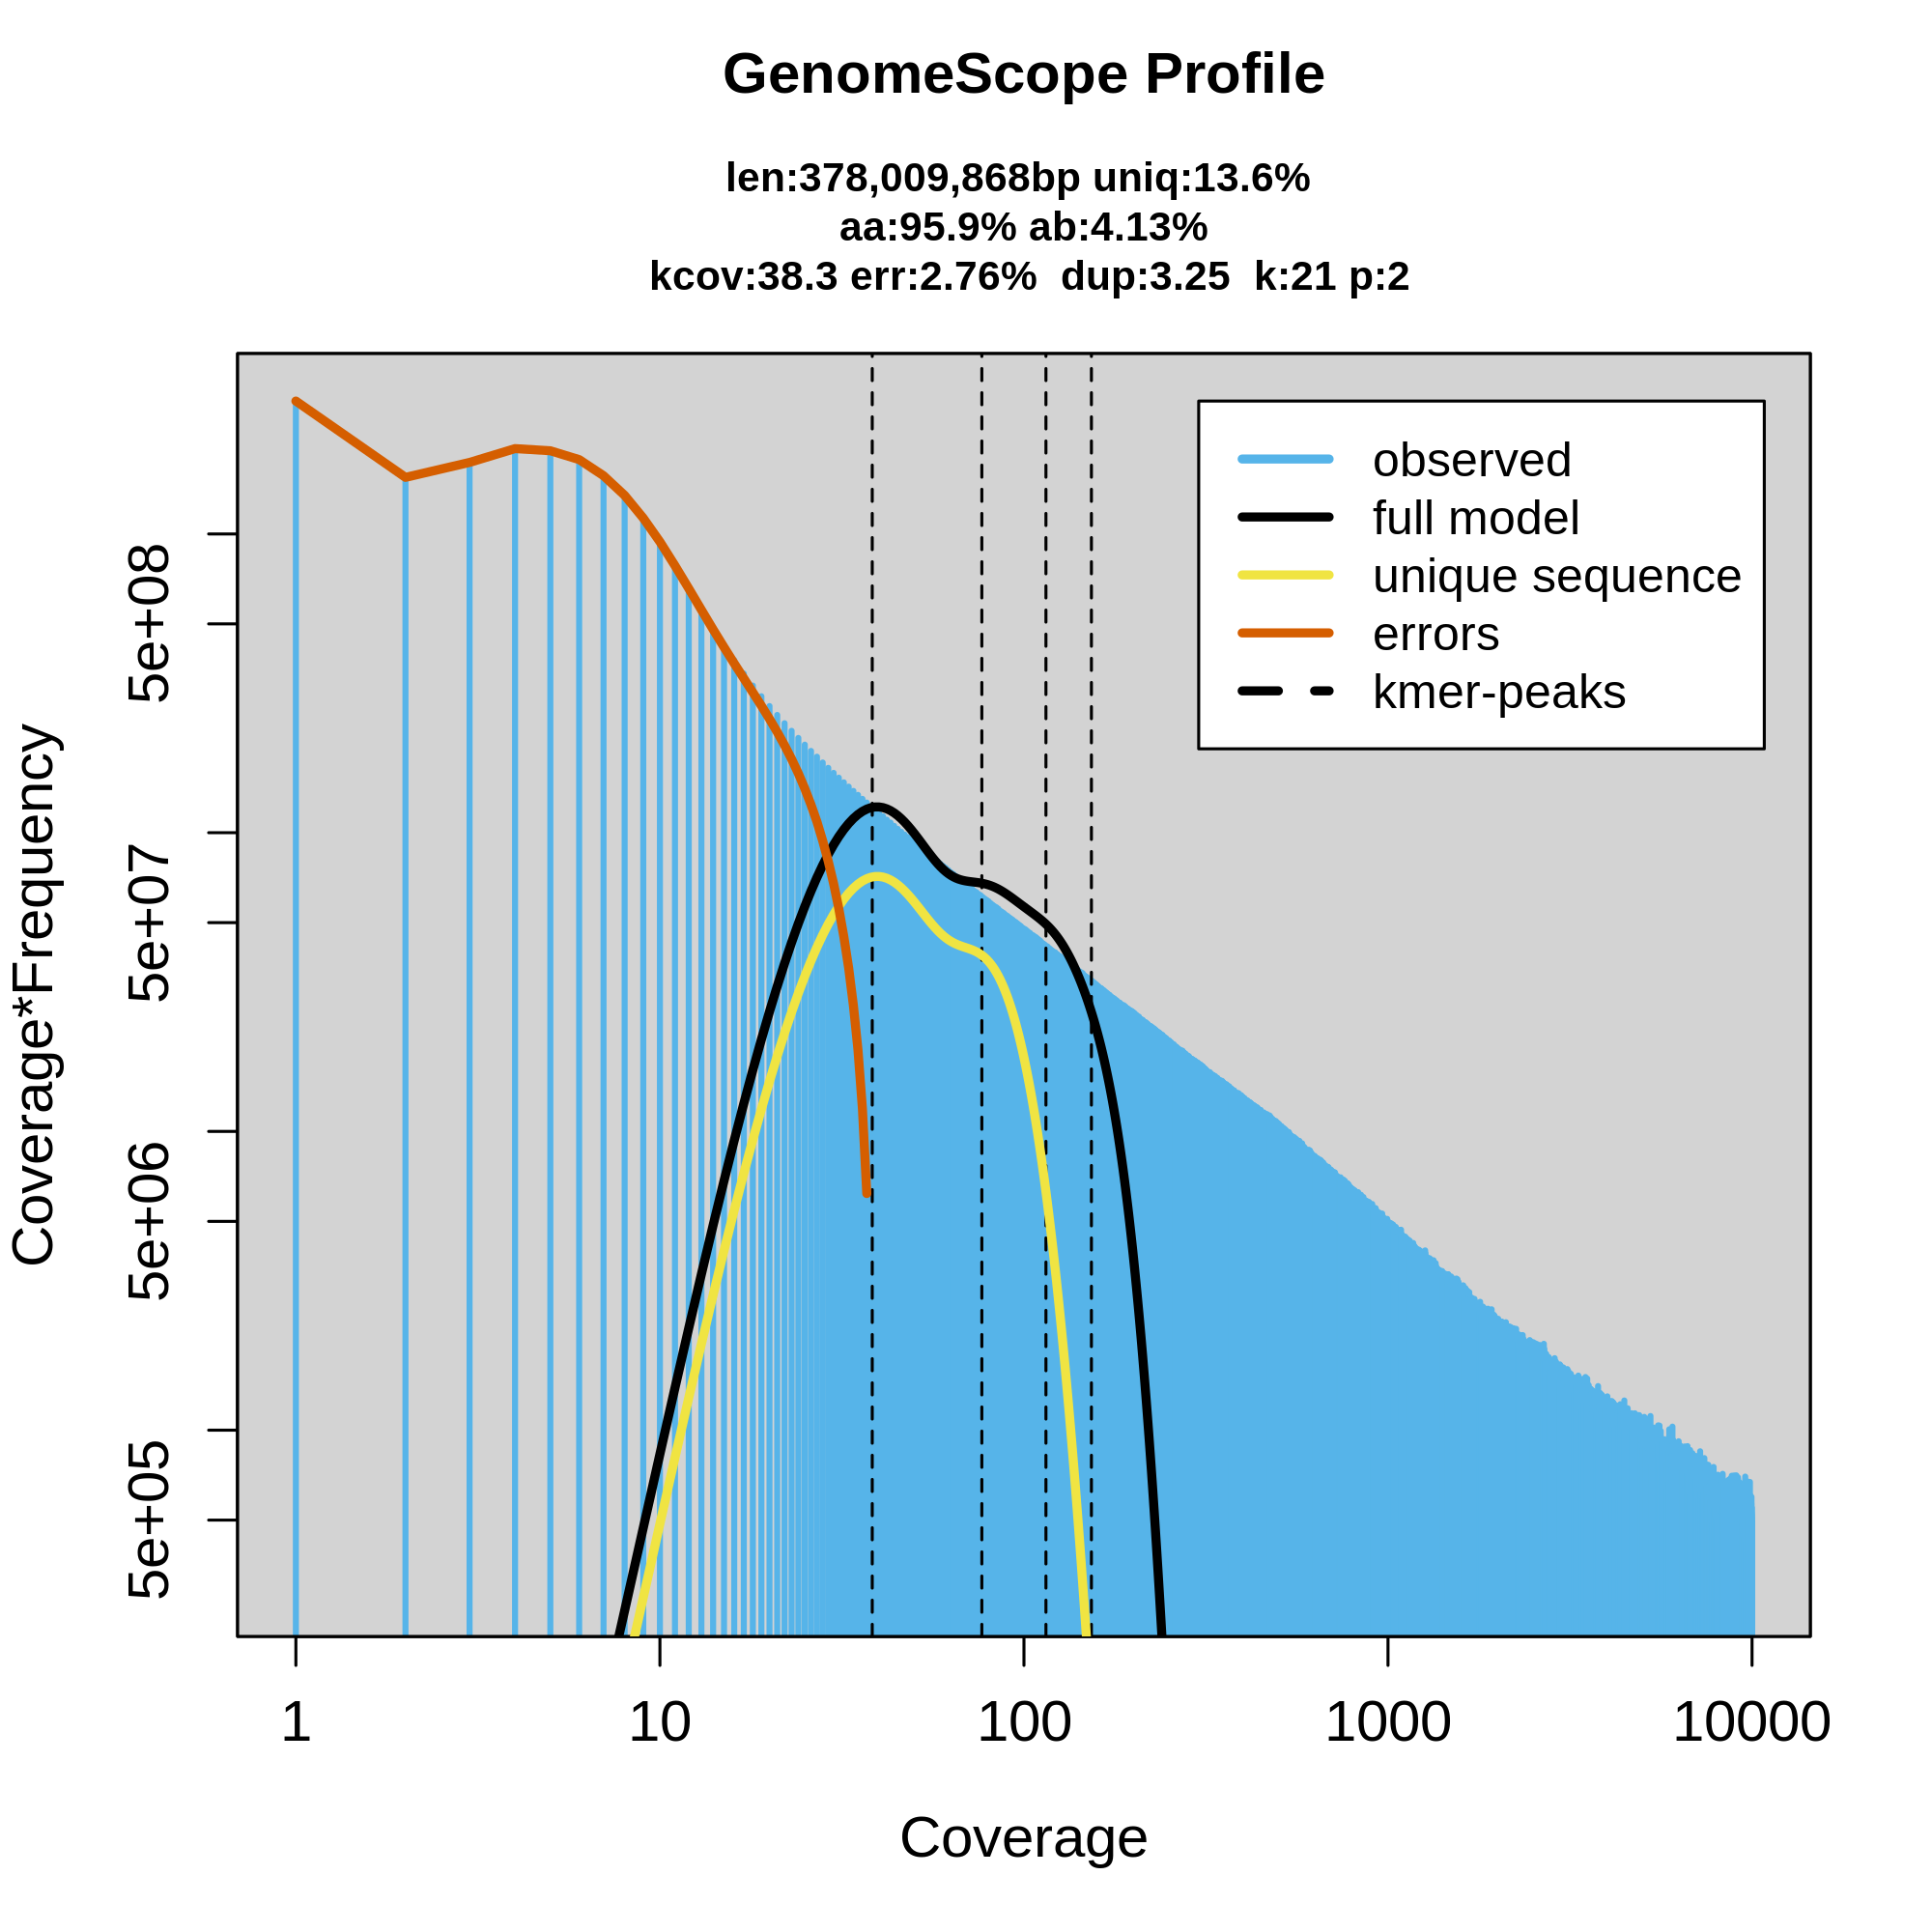 GenomeScope Profile
len:378,009,868bp uniq:13.6%
aa:95.9% ab:4.13%
kcov:38.3 err:2.76%  dup:3.25  k:21 p:2
observed
full model
unique sequence
errors
kmer-peaks
Coverage*Frequency
5e+08
5e+07
5e+06
5e+05
1 10 100 1000 10000
Coverage